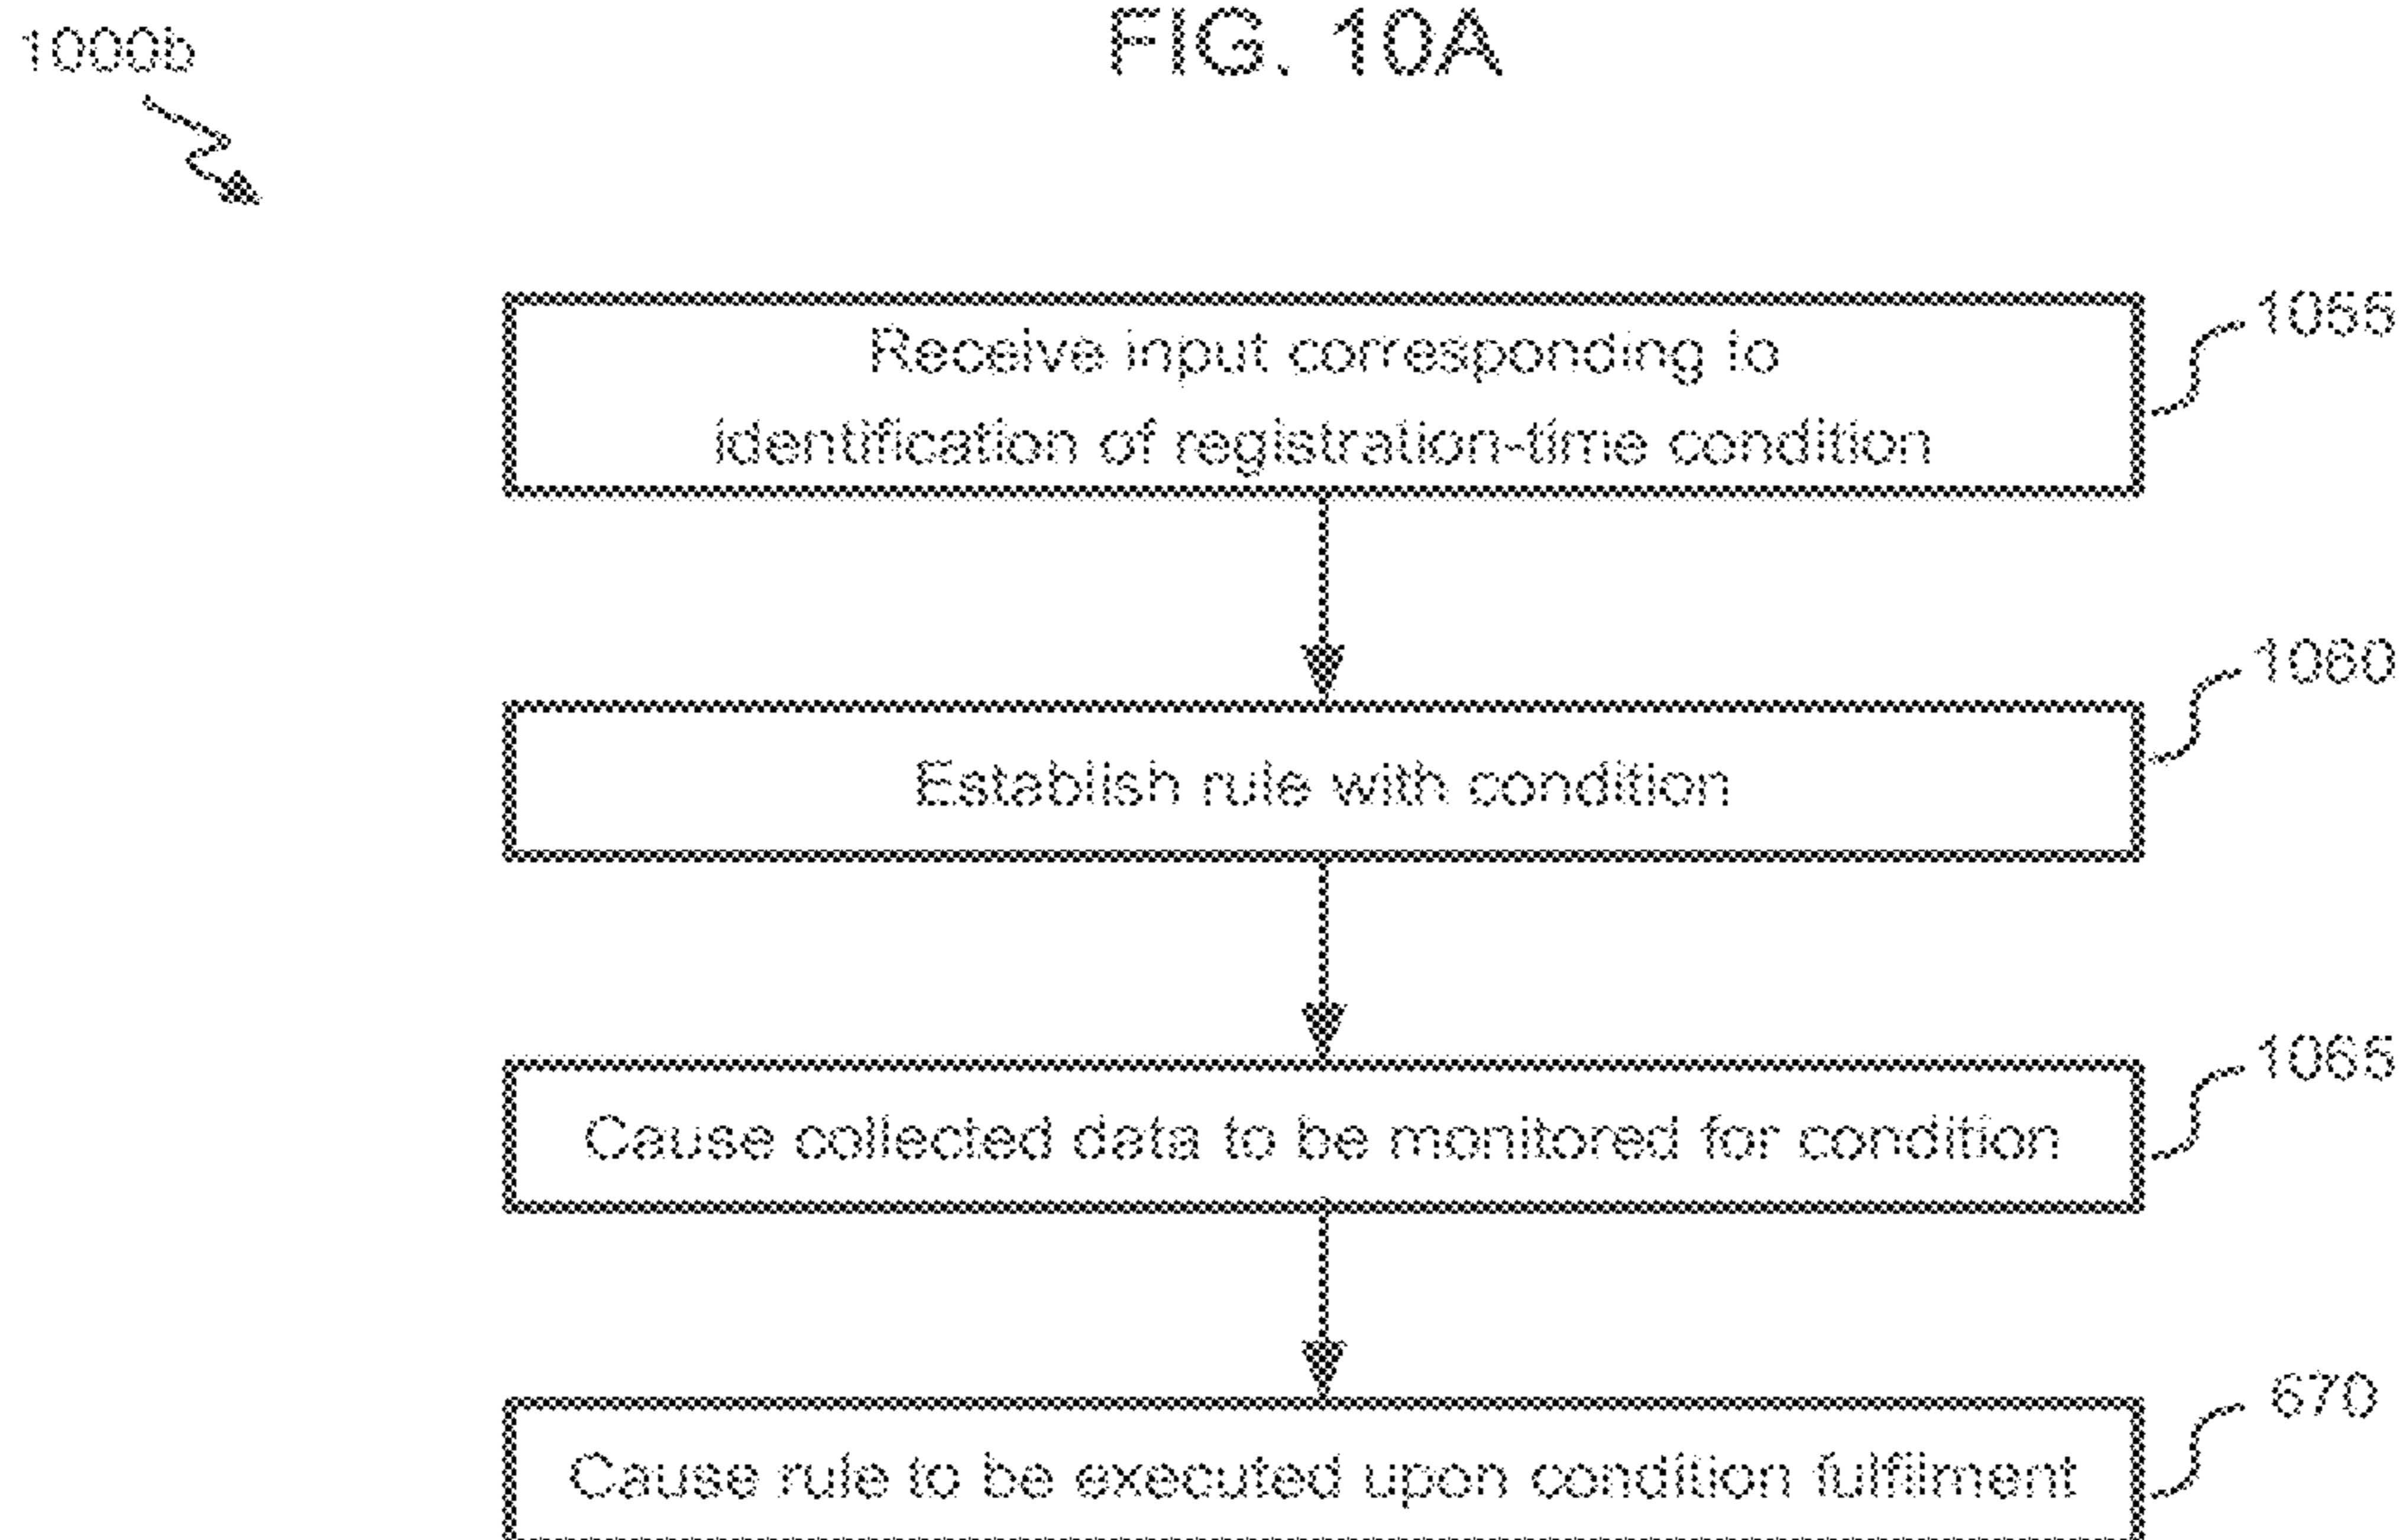 FIG. 10A
1000b
Receive input corresponding to
identification of registration-time condition
1055
1060
Establish rule with condition
1065
Cause collected data to be monitored for condition
670
Cause rule to be executed upon condition fulfilment